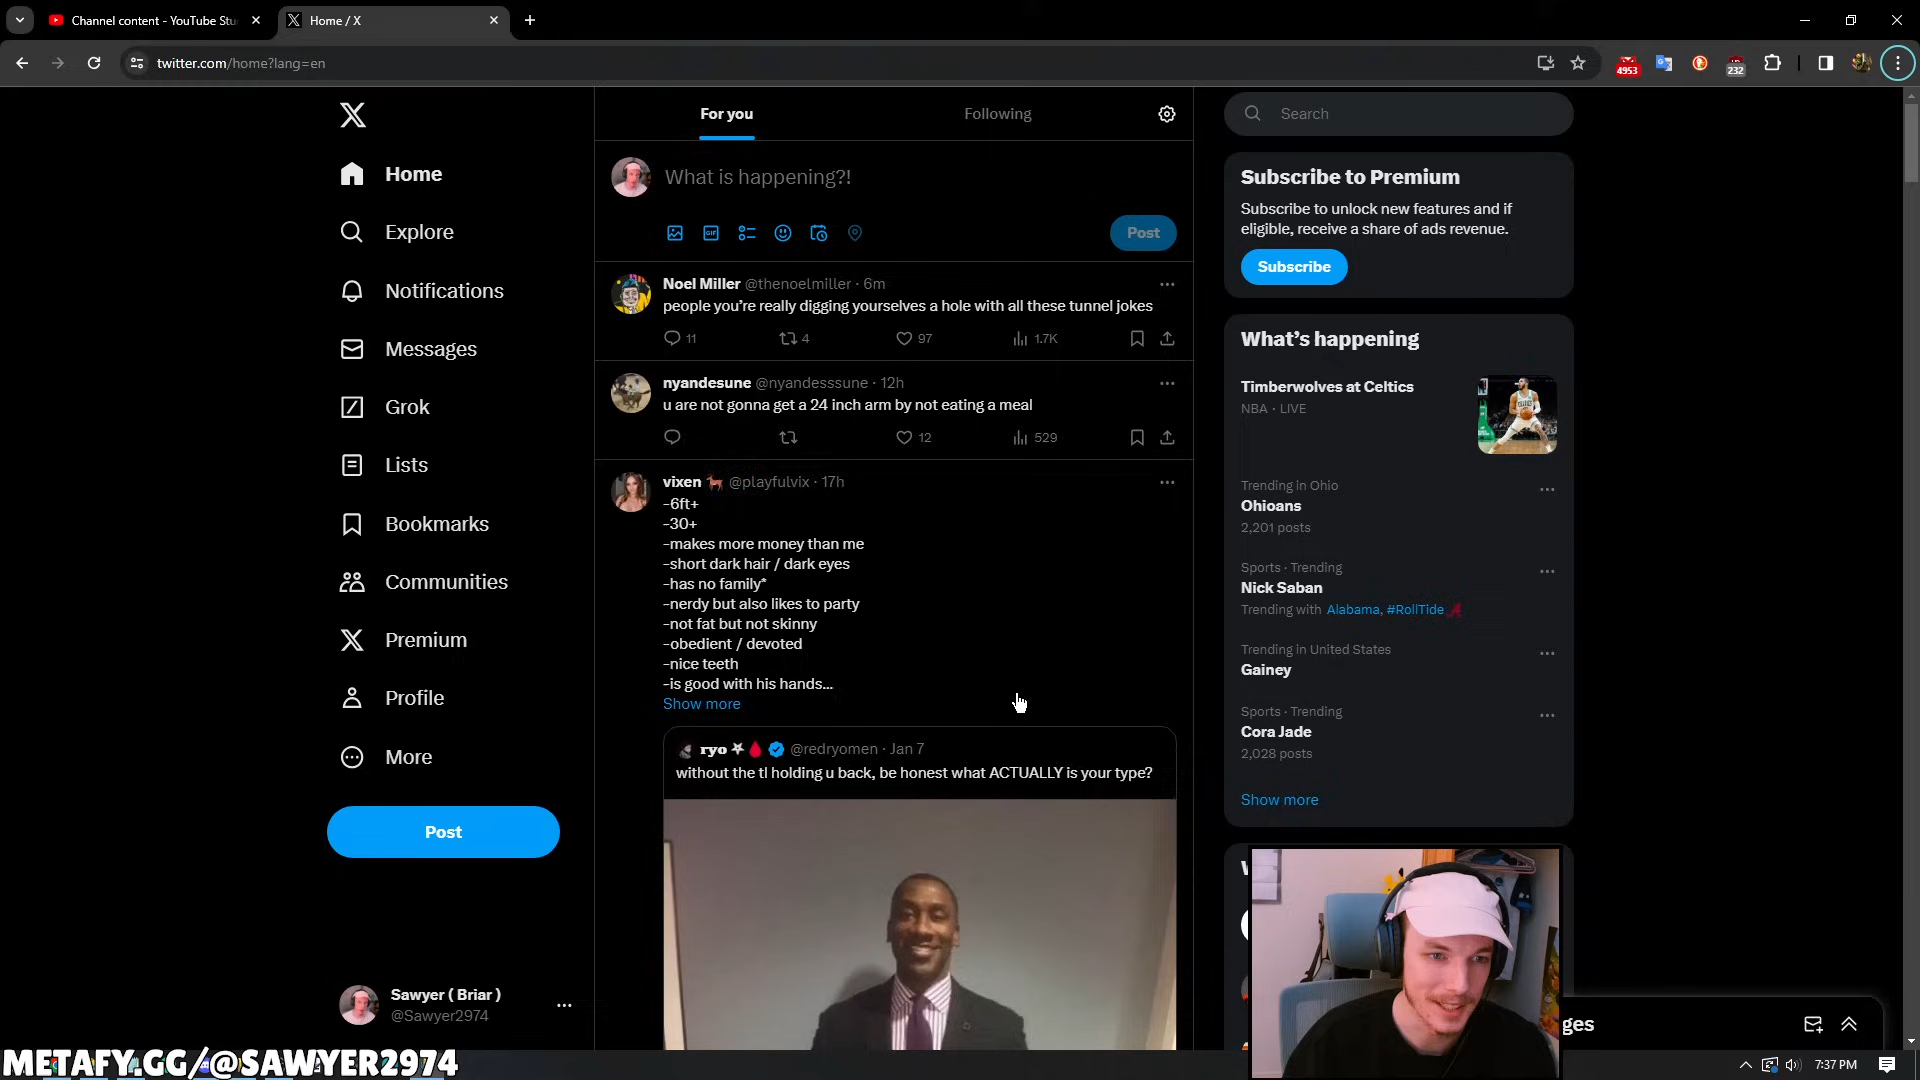 Channel content - YouTube Stu
Home / X
twitter.com/home?lang=en
4953
232
Home
Explore
Notifications
Messages
Grok
Lists
Bookmarks
Communities
Premium
Profile
More
Post
Sawyer ( Briar )
@Sawyer2974
For you
Following
What is happening?!
GIF
Post
Noel Miller @thenoelmiller · 6m
people you're really digging yourselves a hole with all these tunnel jokes
11 4 97 1.7K
nyandesune @nyandesssune · 12h
u are not gonna get a 24 inch arm by not eating a meal
12 529
vixen @playfulvix · 17h
-6ft+
-30+
-makes more money than me
-short dark hair / dark eyes
-has no family*
-nerdy but also likes to party
-not fat but not skinny
-obedient / devoted
-nice teeth
-is good with his hands...
Show more
ryo @redryomen · Jan 7
without the tl holding u back, be honest what ACTUALLY is your type?
Search
Subscribe to Premium
Subscribe to unlock new features and if
eligible, receive a share of ads revenue.
Subscribe
What's happening
Timberwolves at Celtics
NBA · LIVE
Trending in Ohio
Ohioans
2,201 posts
Sports · Trending
Nick Saban
Trending with Alabama, #RollTide
Trending in United States
Gainey
Sports · Trending
Cora Jade
2,028 posts
Show more
ges
METAFY.GG/@SAWYER2974
7:37 PM